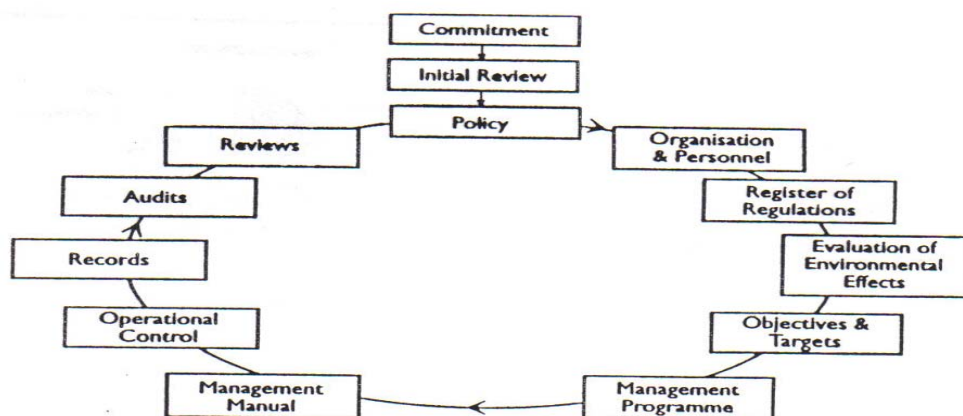 Commitment
Initial Review
Policy
Organisation
& Personnel
Register of
Regulations
Evaluation of
Environmental
Effects
Objectives &
Targets
Management
Programme
Management
Manual
Operational
Control
Records
Audits
Reviews